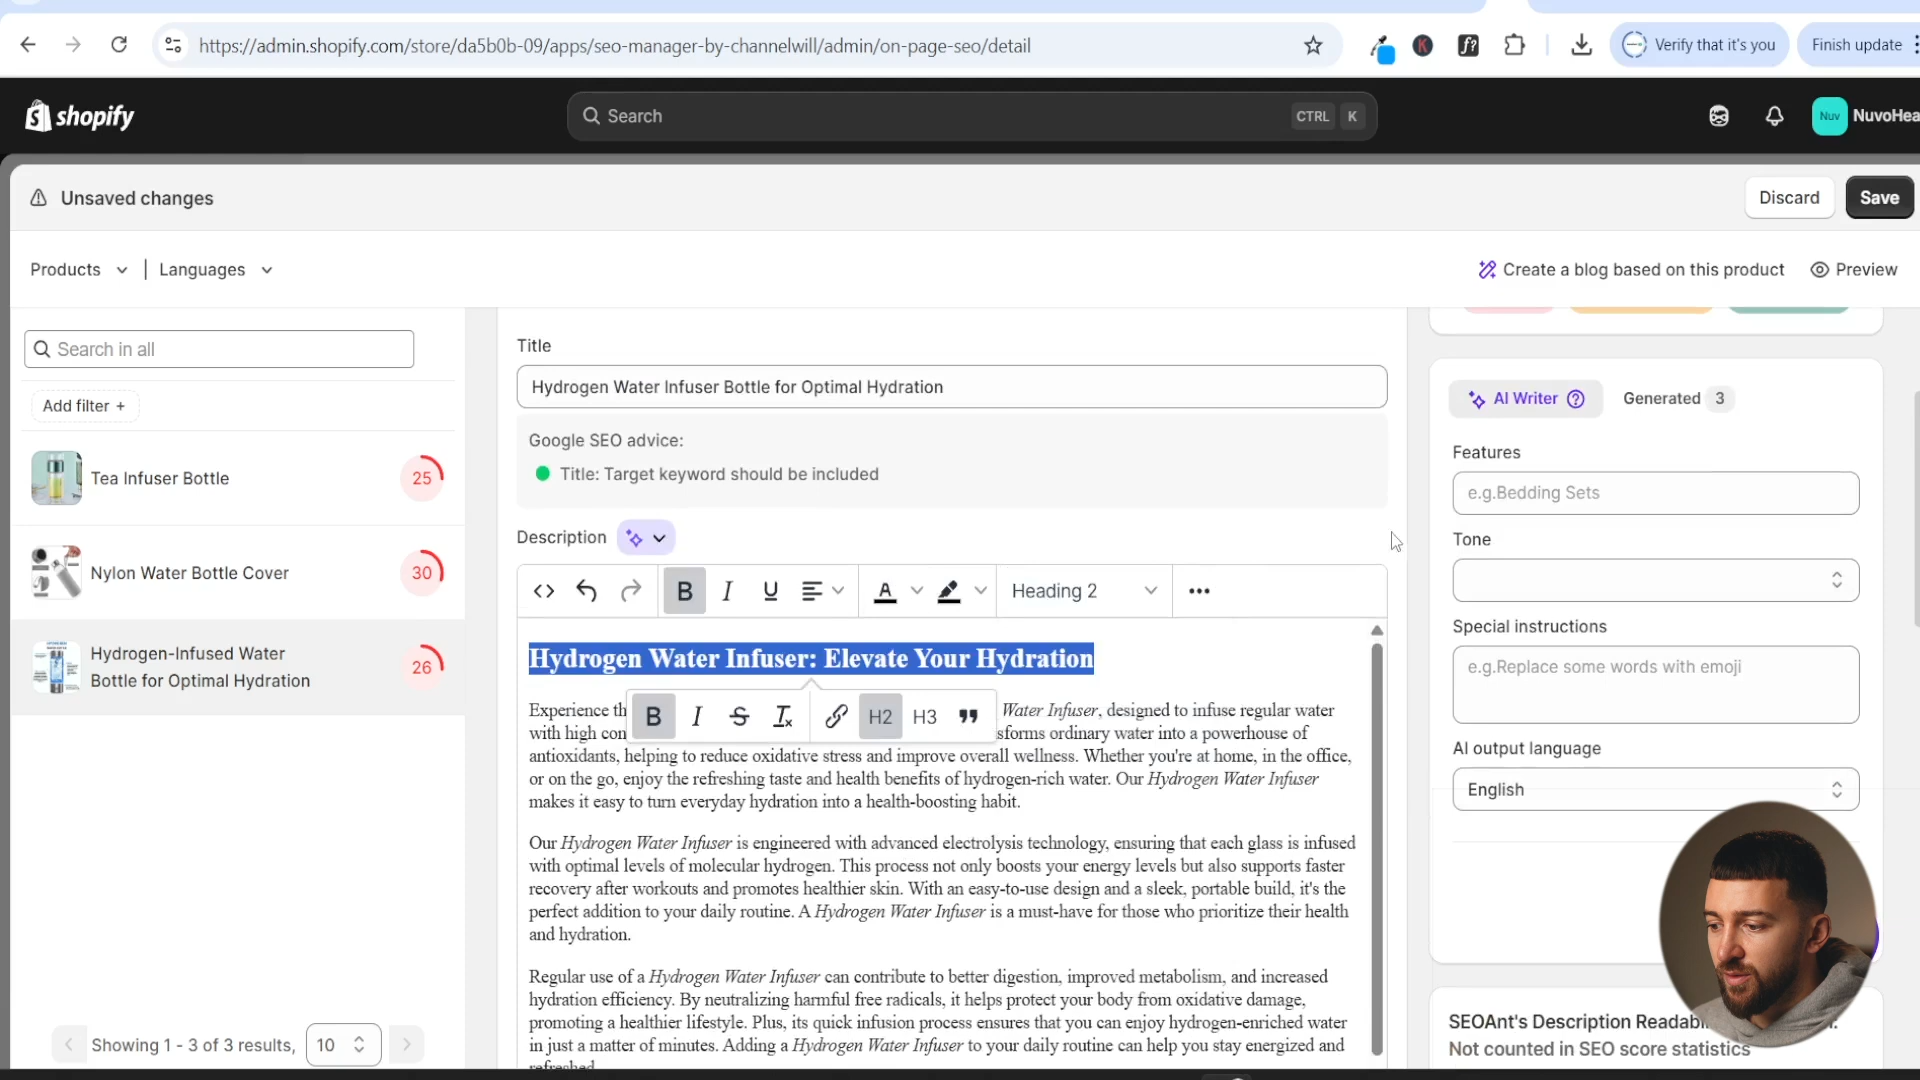 https://admin.shopify.com/store/da5b0b-09/apps/seo-manager-by-channelwill/admin/on-page-seo/detail
Verify that it's you
Finish update
shopify
Search
CTRL K
Nuv
NuvoHea
Unsaved changes
Discard
Save
Products
Languages
Create a blog based on this product
Preview
Search in all
Add filter +
Tea Infuser Bottle
25
Nylon Water Bottle Cover
30
Hydrogen-Infused Water
Bottle for Optimal Hydration
26
Showing 1 - 3 of 3 results,
10
Title
Hydrogen Water Infuser Bottle for Optimal Hydration
Google SEO advice:
Title: Target keyword should be included
Description
B I U A Heading 2
Hydrogen Water Infuser: Elevate Your Hydration
B I S H2 H3
Experience th Water Infuser, designed to infuse regular water
with high con sforms ordinary water into a powerhouse of
antioxidants, helping to reduce oxidative stress and improve overall wellness. Whether you're at home, in the office,
or on the go, enjoy the refreshing taste and health benefits of hydrogen-rich water. Our Hydrogen Water Infuser
makes it easy to turn everyday hydration into a health-boosting habit.
Our Hydrogen Water Infuser is engineered with advanced electrolysis technology, ensuring that each glass is infused
with optimal levels of molecular hydrogen. This process not only boosts your energy levels but also supports faster
recovery after workouts and promotes healthier skin. With an easy-to-use design and a sleek, portable build, it's the
perfect addition to your daily routine. A Hydrogen Water Infuser is a must-have for those who prioritize their health
and hydration.
Regular use of a Hydrogen Water Infuser can contribute to better digestion, improved metabolism, and increased
hydration efficiency. By neutralizing harmful free radicals, it helps protect your body from oxidative damage,
promoting a healthier lifestyle. Plus, its quick infusion process ensures that you can enjoy hydrogen-enriched water
in just a matter of minutes. Adding a Hydrogen Water Infuser to your daily routine can help you stay energized and
refreshed
AI Writer
Generated 3
Features
e.g.Bedding Sets
Tone
Special instructions
e.g.Replace some words with emoji
AI output language
English
SEOAnt's Description Readabi
Not counted in SEO score statistics